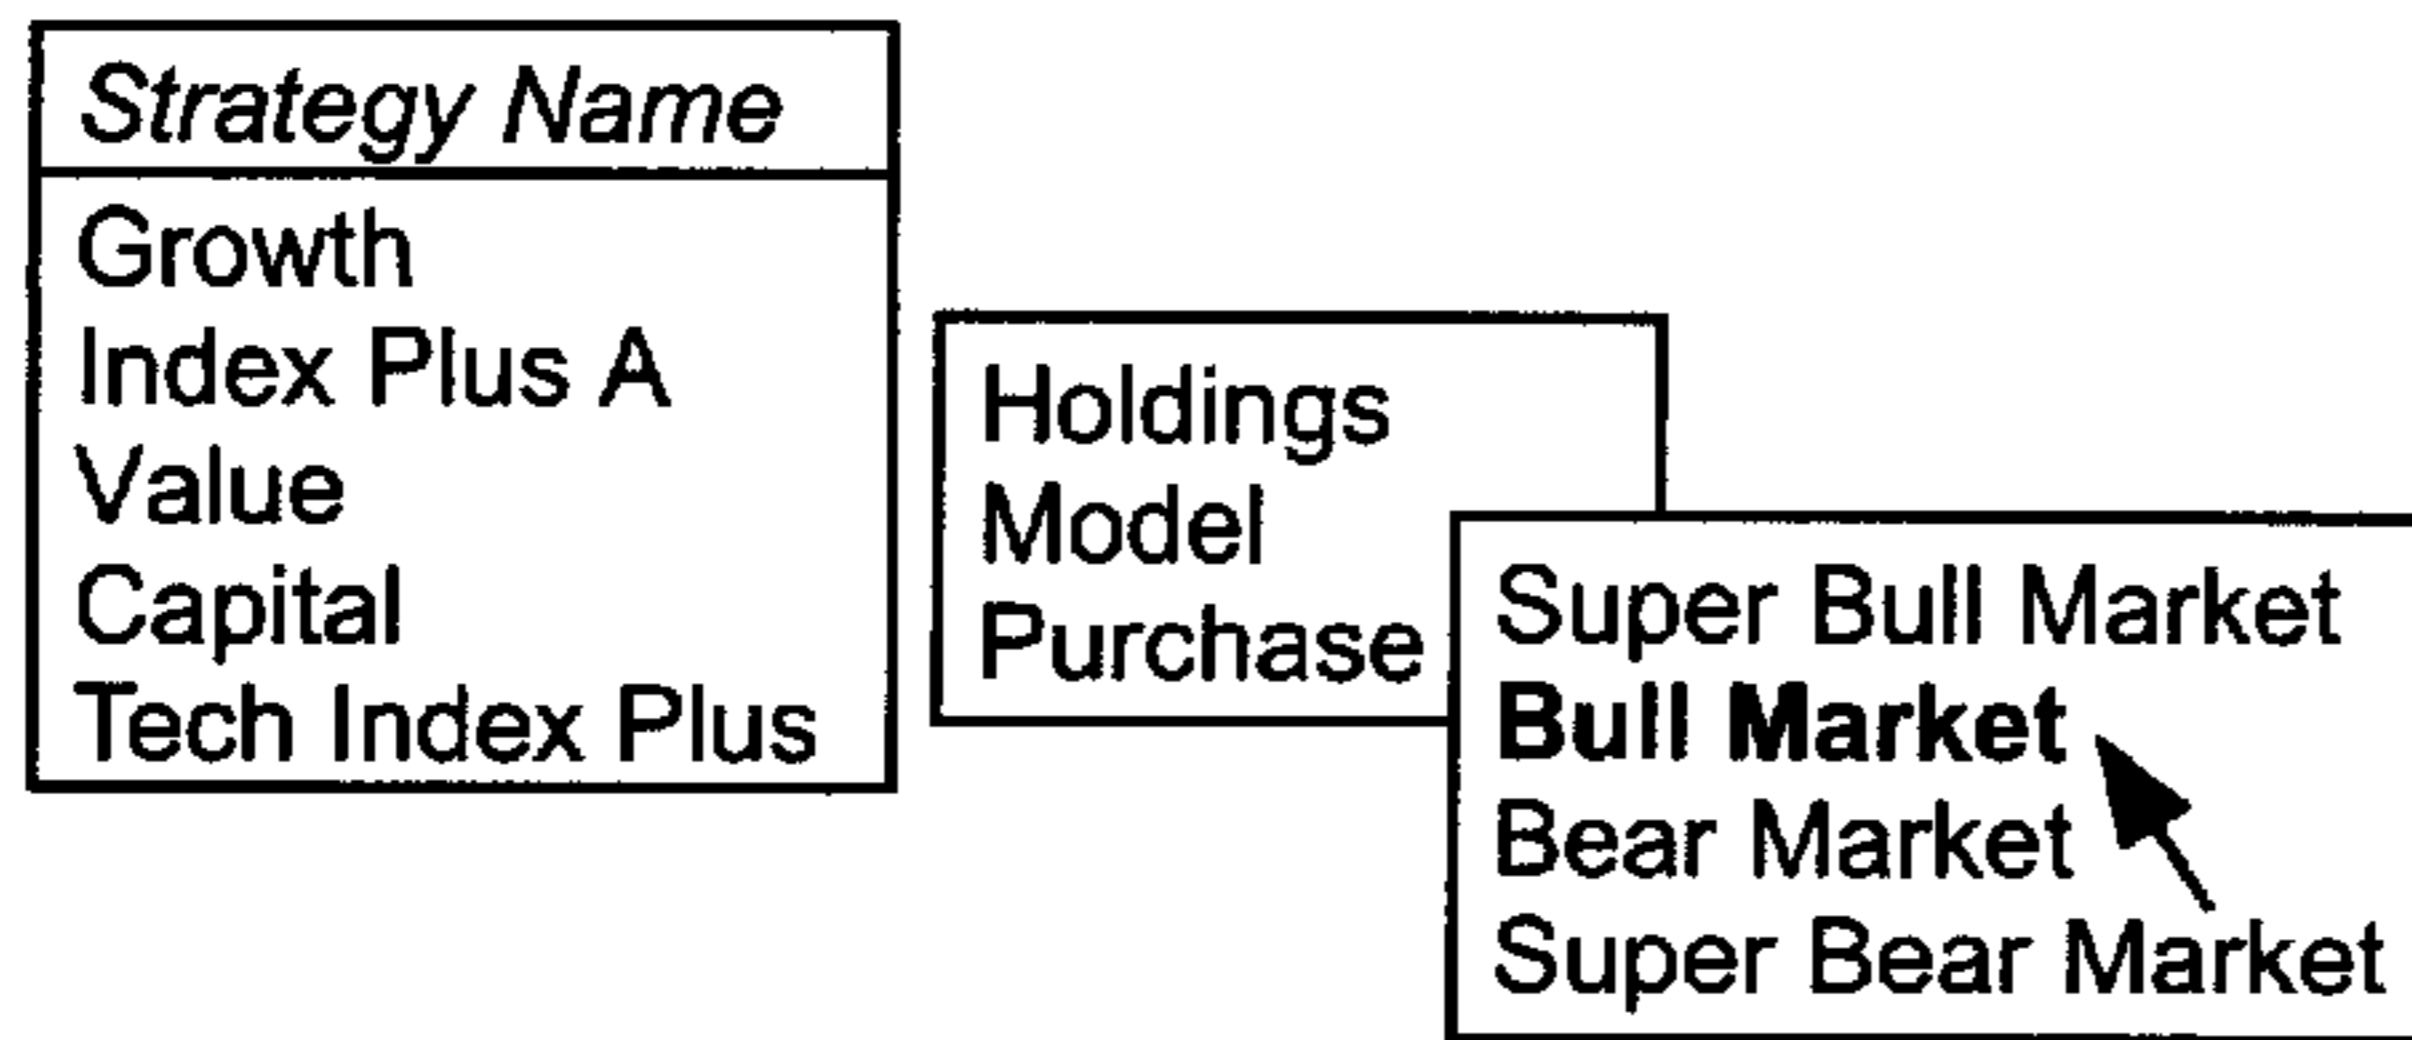 Strategy Name
Growth
Index Plus A
Value
Capital
Tech Index Plus
Holdings
Model
Purchase
Super Bull Market
Bull Market
Bear Market
Super Bear Market